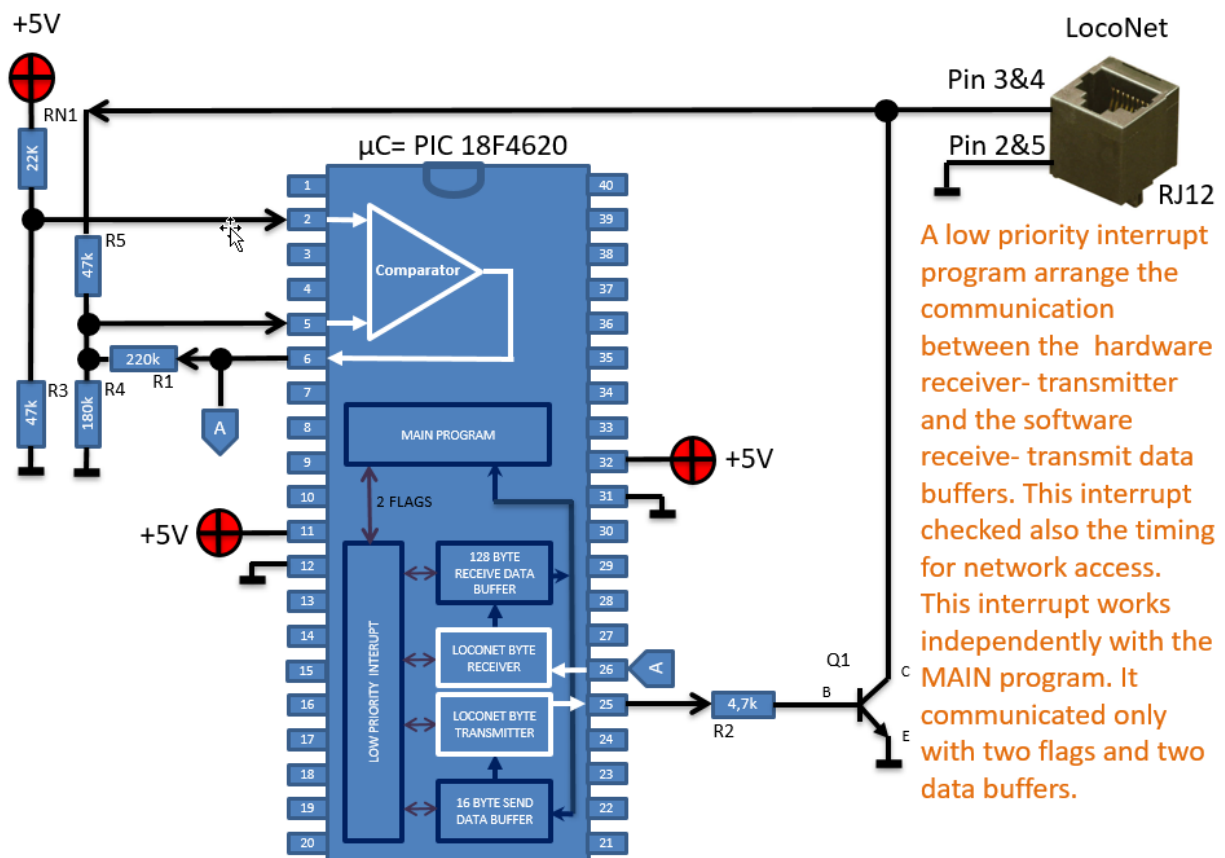 +5V
LocoNet
RN1
Pin 3&4
22K
Pin 2&5
µC= PIC 18F4620
RJ12
1
2
3
4
5
6
7
8
9
10
11
12
13
14
15
16
17
18
19
20
40
39
38
37
36
35
34
33
32
31
30
29
28
27
26
25
24
23
22
21
Comparator
R5
47k
220k
R1
R3
47k
R4
180k
A
MAIN PROGRAM
2 FLAGS
+5V
+5V
LOW PRIORITY INTERUPT
128 BYTE
RECEIVE DATA
BUFFER
LOCONET BYTE
RECEIVER
LOCONET BYTE
TRANSMITTER
16 BYTE SEND
DATA BUFFER
A
4,7k
R2
Q1
B
C
E
A low priority interrupt
program arrange the
communication
between the hardware
receiver- transmitter
and the software
receive- transmit data
buffers. This interrupt
checked also the timing
for network access.
This interrupt works
independently with the
MAIN program. It
communicated only
with two flags and two
data buffers.